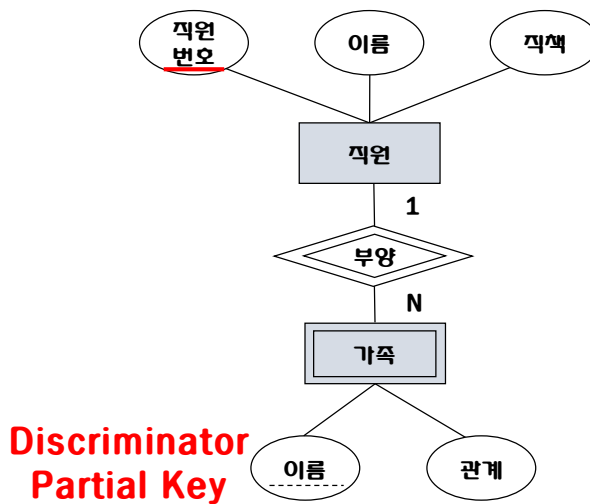 직원
번호
이름
직책
직원
1
부양
N
가족
Discriminator
Partial Key
이름
관계